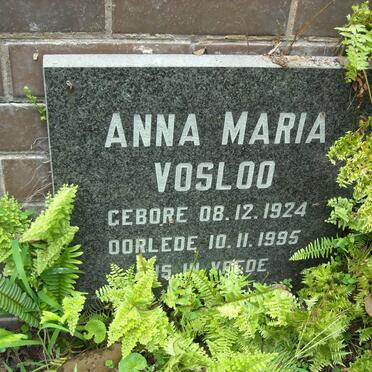 ANNA MARIA
VOSLOO
GEBORE 08.12.1924
OORLEDE 10.11.1995